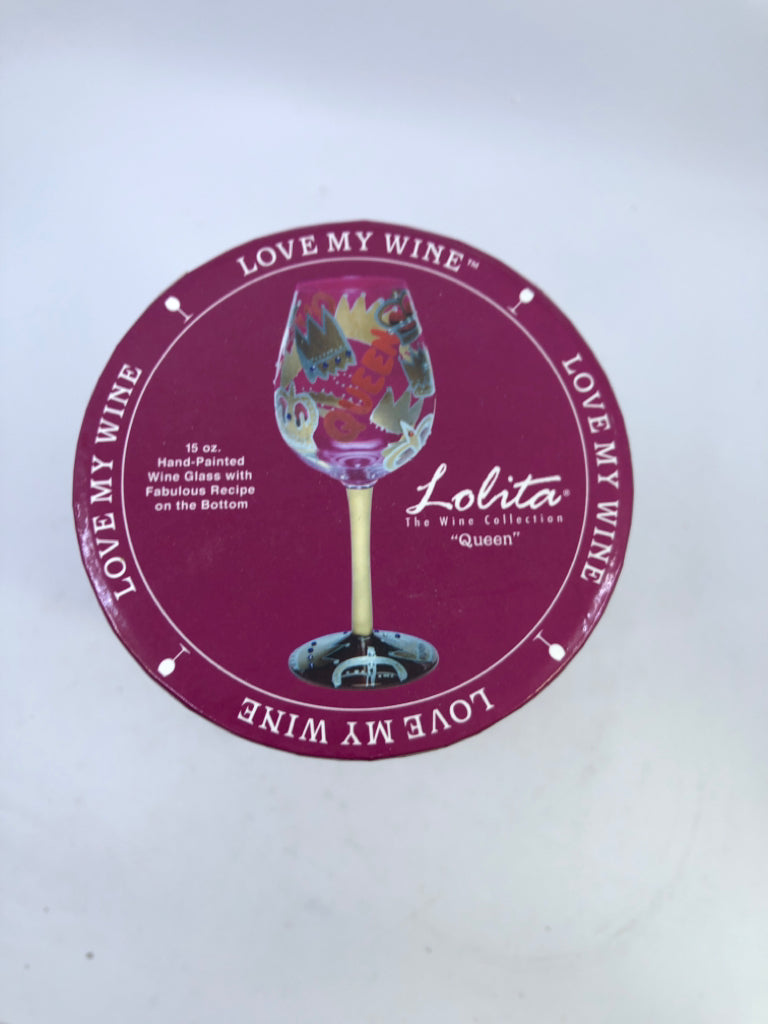 LOVE MY WINE™
LOVE MY WINE
LOVE MY WINE
LOVE MY WINE
QUEEN
15 oz.
Hand-Painted
Wine Glass with
Fabulous Recipe
on the Bottom
Lolita®
The Wine Collection
“Queen”